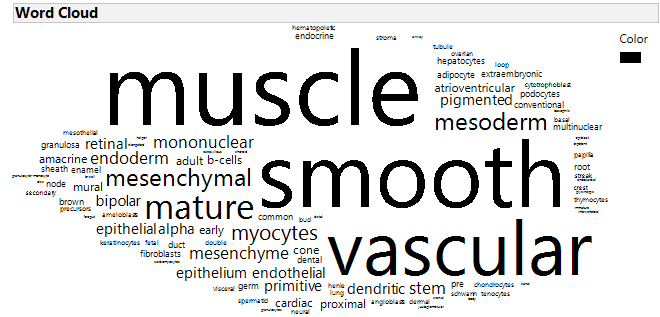 Word Cloud
Color
hematopoietic
endocrine
stroma
tubule
ovarian
hepatocytes
loop
adipocyte extraembryonic
cytotrophoblast
atrioventricular
podocytes
pigmented
conventional
muscle
mesoderm
basal
multinuclear
mesothelial
granulosa retinal mononuclear
amacrine endoderm adult b-cells
papilla
sheath enamel
root
smooth
streak
node mural mesenchymal
crest
secondary
thymocytes
brown bipolar mature
precursors
ameloblasts
common bud
epithelial alpha early myocytes
vascular
keratinocytes fetal duct double
fibroblasts mesenchyme cone
dental
epithelium endothelial
visceral germ primitive henle
lung
dendritic stem pre chondrocytes
schwann tenocytes
spermatid cardiac proximal angioblast dermal
neural